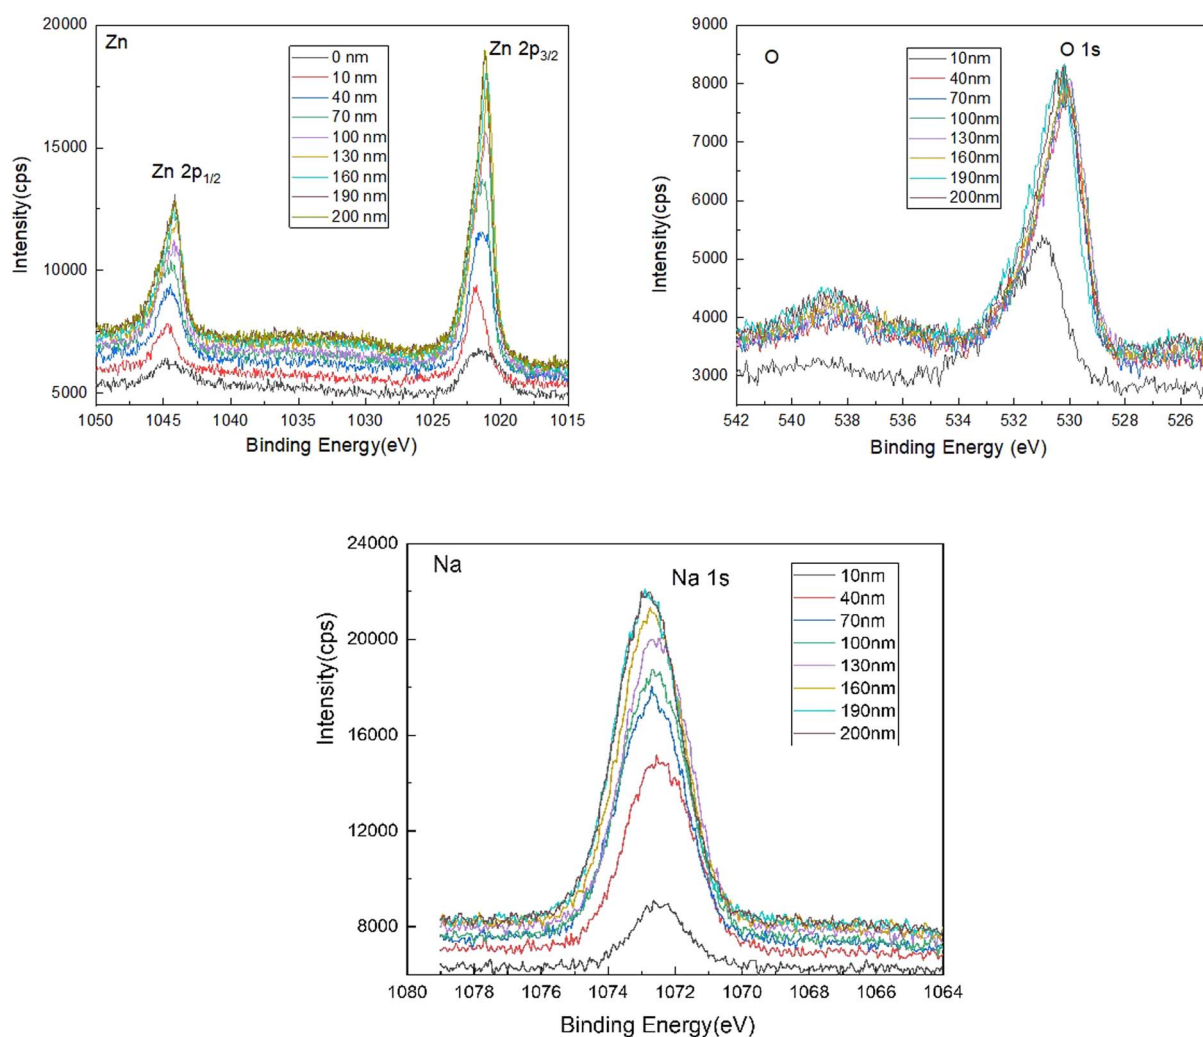 Zn
Zn 2p3/2
Zn 2p1/2
0 nm
10 nm
40 nm
70 nm
100 nm
130 nm
160 nm
190 nm
200 nm
20000
15000
10000
5000
Intensity(cps)
1050 1045 1040 1035 1030 1025 1020 1015
Binding Energy(eV)
O
O 1s
10nm
40nm
70nm
100nm
130nm
160nm
190nm
200nm
9000
8000
7000
6000
5000
4000
3000
Intensity(cps)
542 540 538 536 534 532 530 528 526
Binding Energy (eV)
Na
Na 1s
10nm
40nm
70nm
100nm
130nm
160nm
190nm
200nm
24000
20000
16000
12000
8000
Intensity(cps)
1080 1078 1076 1074 1072 1070 1068 1066 1064
Binding Energy(eV)